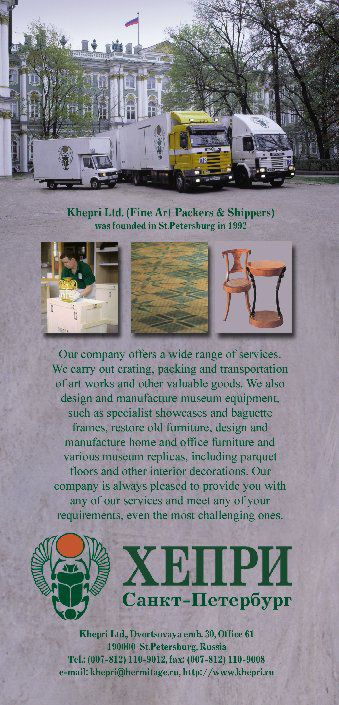 Khepri Ltd. (Fine Art Packers & Shippers)
was founded in St.Petersburg in 1992
Our company offers a wide range of services.
We carry out crating, packing and transportation
of art works and other valuable goods. We also
design and manufacture museum equipment,
such as specialist showcases and baguette
frames, restore old furniture, design and
manufacture home and office furniture and
various museum replicas, including parquet
floors and other interior decorations. Our
company is always pleased to provide you with
any of our services and meet any of your
requirements, even the most challenging ones.
ХЕПРИ
Санкт-Петербург
Khepri Ltd., Dvortsovaya emb. 30, Office 61
190000 St.Petersburg, Russia
Tel.: (007-812) 110-9012, fax: (007-812) 110-9008
e-mail: khepri@hermitage.ru, http://www.khepri.ru